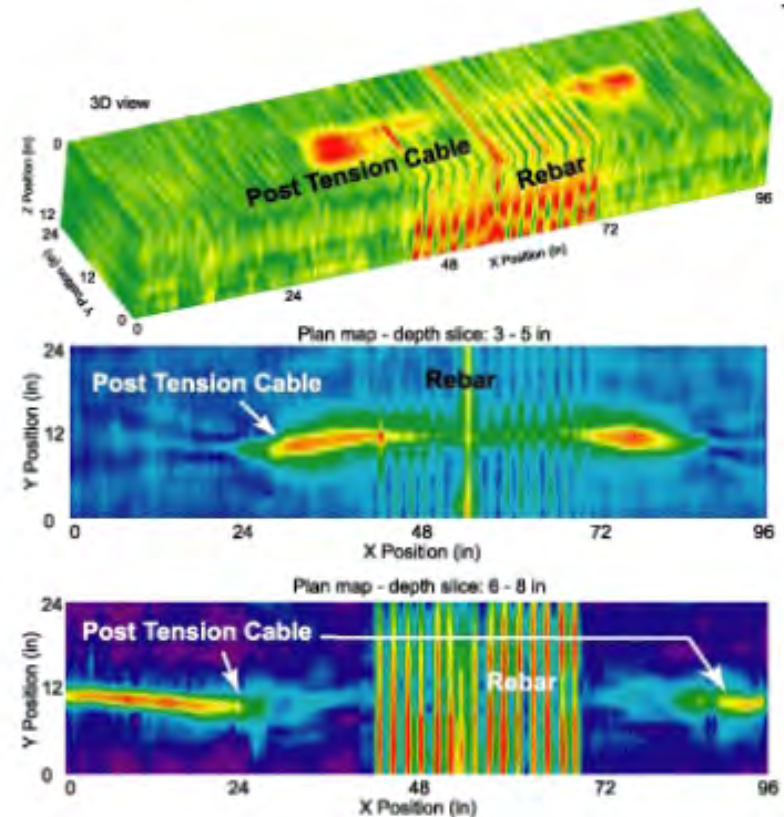 3D view
0
Z Position (in)
12
24
Y Position (in)
12
0
0
24
48
X Position (in)
72
96
Post Tension Cable
Rebar
Plan map - depth slice: 3 - 5 in
24
Post Tension Cable
Rebar
Y Position (in)
12
0
0
24
48
72
96
X Position (in)
Plan map - depth slice: 6 - 8 in
24
Post Tension Cable
Y Position (in)
12
Rebar
0
0
24
48
72
96
X Position (in)